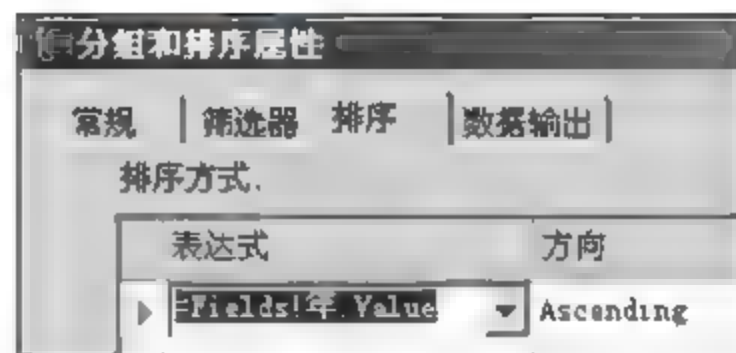 分组和排序属性
常规 筛选器 排序 数据输出
排序方式.
表达式 方向
=Fields!年.Value Ascending